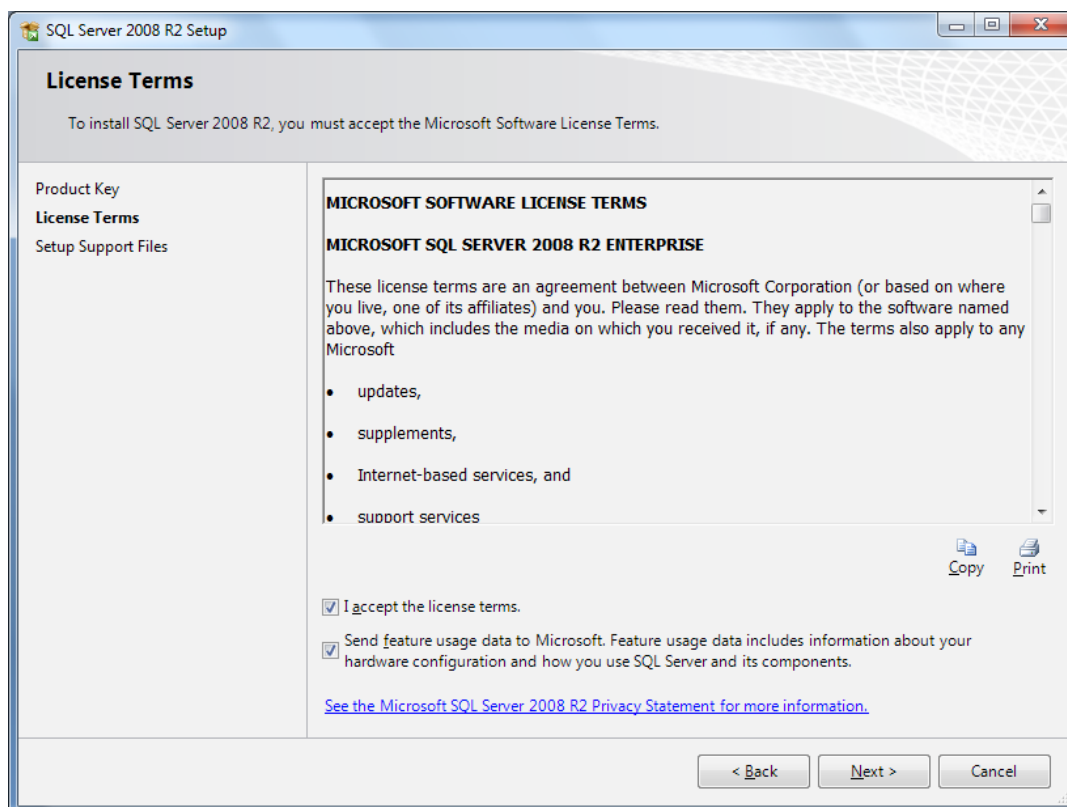 SQL Server 2008 R2 Setup
License Terms
To install SQL Server 2008 R2, you must accept the Microsoft Software License Terms.
Product Key
License Terms
Setup Support Files
MICROSOFT SOFTWARE LICENSE TERMS
MICROSOFT SQL SERVER 2008 R2 ENTERPRISE
These license terms are an agreement between Microsoft Corporation (or based on where
you live, one of its affiliates) and you. Please read them. They apply to the software named
above, which includes the media on which you received it, if any. The terms also apply to any
Microsoft
• updates,
• supplements,
• Internet-based services, and
• support services
Copy
Print
I accept the license terms.
Send feature usage data to Microsoft. Feature usage data includes information about your
hardware configuration and how you use SQL Server and its components.
See the Microsoft SQL Server 2008 R2 Privacy Statement for more information.
< Back
Next >
Cancel